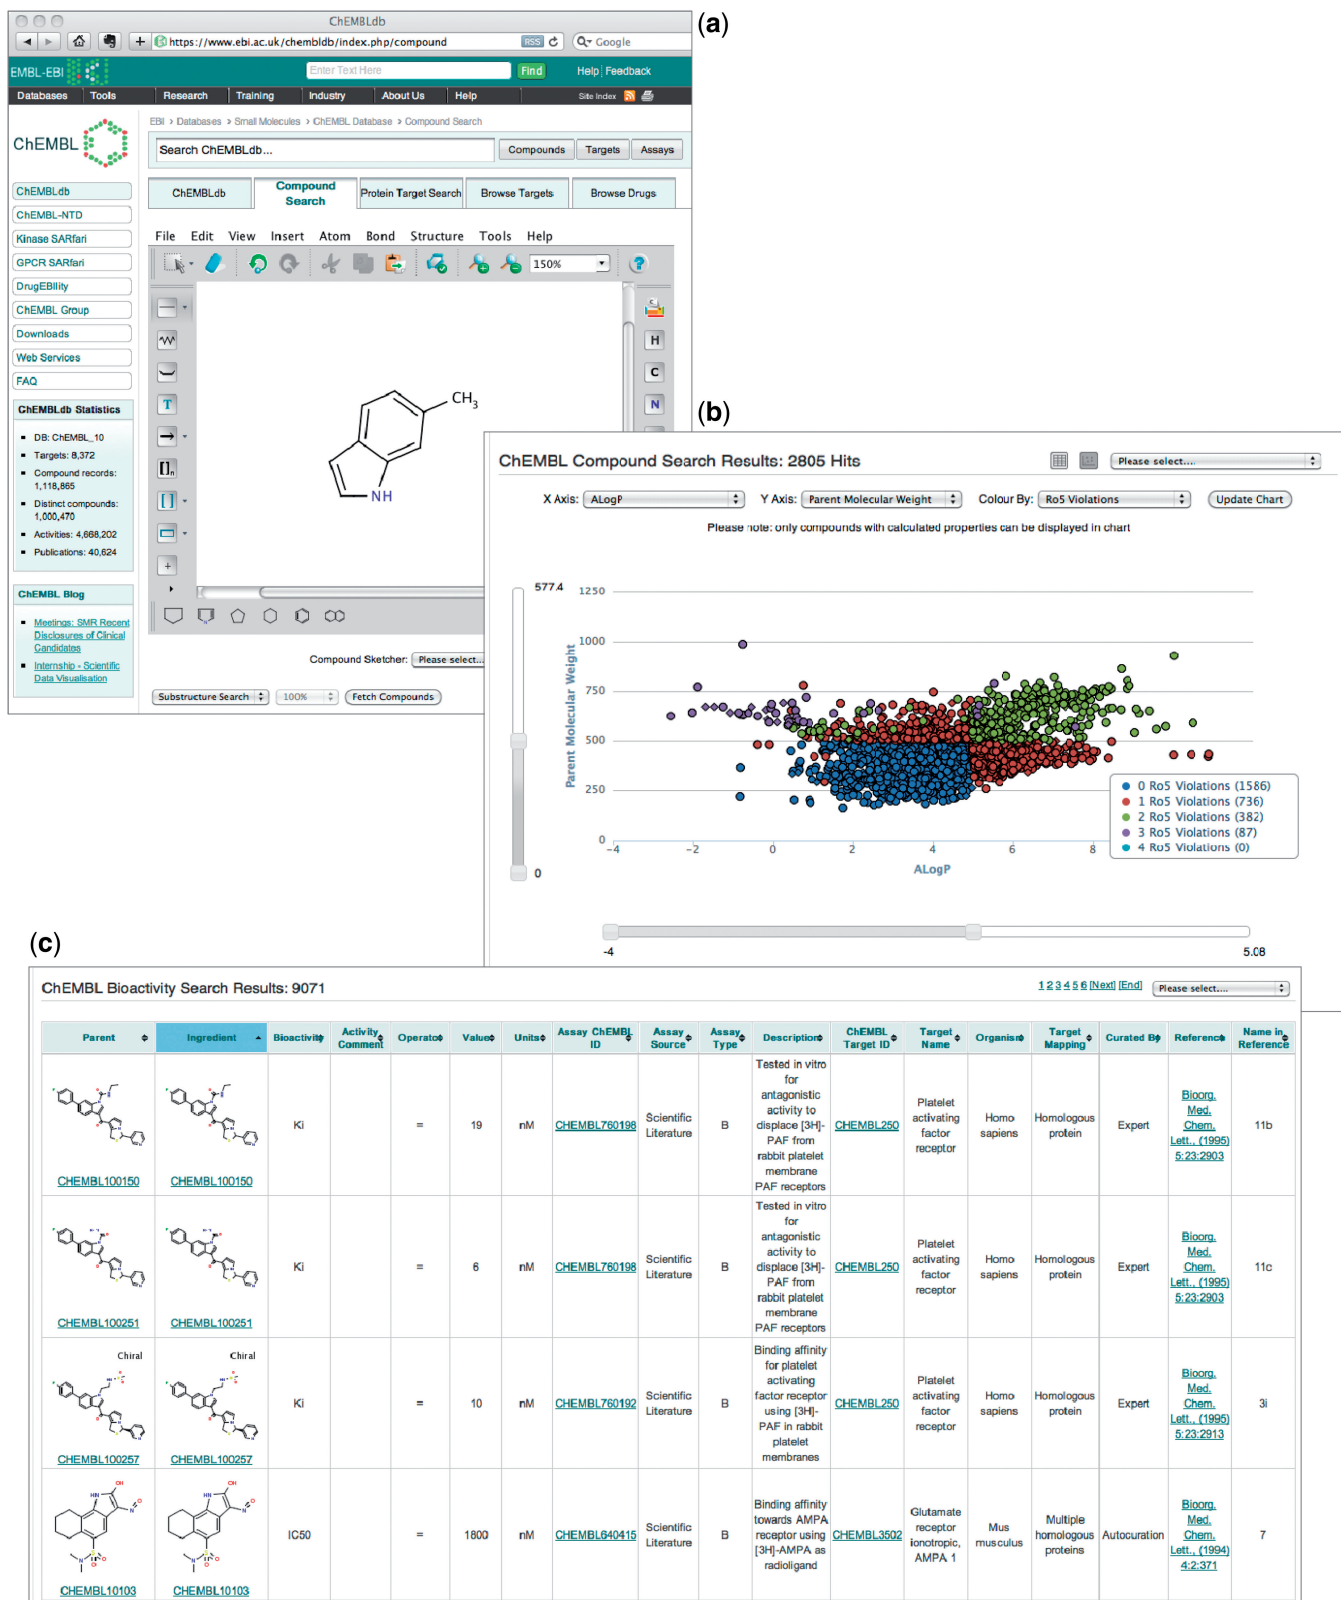 (a)
ChEMBLdb
https://www.ebi.ac.uk/chembldb/index.php/compound
RSS
Google
EMBL-EBI
Enter Text Here
Find
Help | Feedback
Databases Tools Research Training Industry About Us Help Site Index
EBI > Databases > Small Molecules > ChEMBL Database > Compound Search
ChEMBL
Search ChEMBLdb...
Compounds Targets Assays
ChEMBLdb
Compound Search
Protein Target Search
Browse Targets
Browse Drugs
ChEMBLdb
ChEMBL-NTD
Kinase SARfari
GPCR SARfari
DrugEBIlity
ChEMBL Group
Downloads
Web Services
FAQ
File Edit View Insert Atom Bond Structure Tools Help
150%
H
C
N
T
CH3
NH
ChEMBLdb Statistics
DB: ChEMBL_10
Targets: 8,372
Compound records:
1,118,865
Distinct compounds:
1,000,470
Activities: 4,668,202
Publications: 40,624
ChEMBL Blog
Meetings: SMR Recent
Disclosures of Clinical
Candidates
Internship - Scientific
Data Visualisation
Compound Sketcher: Please select...
Substructure Search 100% Fetch Compounds
(b)
ChEMBL Compound Search Results: 2805 Hits
Please select....
X Axis: ALogP Y Axis: Parent Molecular Weight Colour By: Ro5 Violations Update Chart
Please note: only compounds with calculated properties can be displayed in chart
577.4
0
Parent Molecular Weight
1250
1000
750
500
250
0
-4 -2 0 2 4 6 8
ALogP
0 Ro5 Violations (1586)
1 Ro5 Violations (736)
2 Ro5 Violations (382)
3 Ro5 Violations (87)
4 Ro5 Violations (0)
-4 5.08
(c)
ChEMBL Bioactivity Search Results: 9071
1 2 3 4 5 6 [Next] [End] Please select....
Parent
Ingredient
Bioactivity
Activity Comment
Operator
Value
Units
Assay ChEMBL ID
Assay Source
Assay Type
Description
ChEMBL Target ID
Target Name
Organism
Target Mapping
Curated By
Reference
Name in Reference
CHEMBL100150
CHEMBL100150
Ki
=
19
nM
CHEMBL760198
Scientific Literature
B
Tested in vitro
for
antagonistic
activity to
displace [3H]-
PAF from
rabbit platelet
membrane
PAF receptors
CHEMBL250
Platelet activating factor receptor
Homo sapiens
Homologous protein
Expert
Bioorg. Med. Chem. Lett., (1995) 5:23:2903
11b
CHEMBL100251
CHEMBL100251
Ki
=
6
nM
CHEMBL760198
Scientific Literature
B
Tested in vitro
for
antagonistic
activity to
displace [3H]-
PAF from
rabbit platelet
membrane
PAF receptors
CHEMBL250
Platelet activating factor receptor
Homo sapiens
Homologous protein
Expert
Bioorg. Med. Chem. Lett., (1995) 5:23:2903
11c
Chiral
Chiral
CHEMBL100257
CHEMBL100257
Ki
=
10
nM
CHEMBL760192
Scientific Literature
B
Binding affinity
for platelet
activating
factor receptor
using [3H]-
PAF in rabbit
platelet
membranes
CHEMBL250
Platelet activating factor receptor
Homo sapiens
Homologous protein
Expert
Bioorg. Med. Chem. Lett., (1995) 5:23:2913
3i
CHEMBL10103
CHEMBL10103
IC50
=
1800
nM
CHEMBL640415
Scientific Literature
B
Binding affinity
towards AMPA
receptor using
[3H]-AMPA as
radioligand
CHEMBL3502
Glutamate receptor ionotropic, AMPA 1
Mus musculus
Multiple homologous proteins
Autocuration
Bioorg. Med. Chem. Lett., (1994) 4:2:371
7